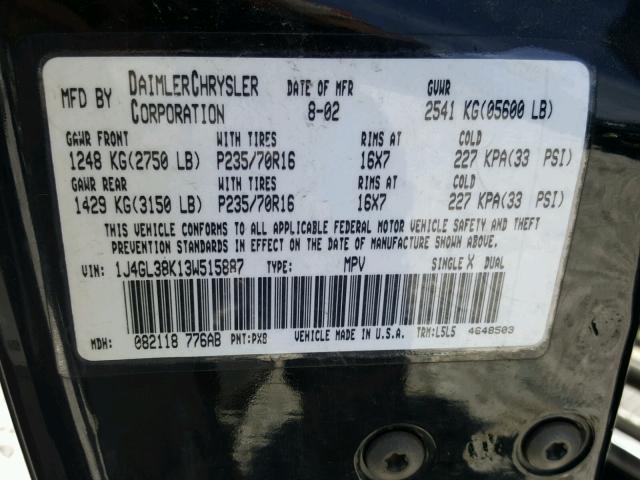 MFD BY DAIMLERCHRYSLER CORPORATION DATE OF MFR 8-02 GVWR 2541 KG(05600 LB)
GAWR FRONT WITH TIRES RIMS AT COLD
1248 KG(2750 LB) P235/70R16 16X7 227 KPA(33 PSI)
GAWR REAR WITH TIRES RIMS AT COLD
1429 KG(3150 LB) P235/70R16 16X7 227 KPA(33 PSI)
THIS VEHICLE CONFORMS TO ALL APPLICABLE FEDERAL MOTOR VEHICLE SAFETY AND THEFT
PREVENTION STANDARDS IN EFFECT ON THE DATE OF MANUFACTURE SHOWN ABOVE.
VIN: 1J4GL38K13W515887 TYPE: MPV SINGLE X DUAL
MDH: 082118 776AB PNT:PX8 VEHICLE MADE IN U.S.A. TRM:L5L5 4648503